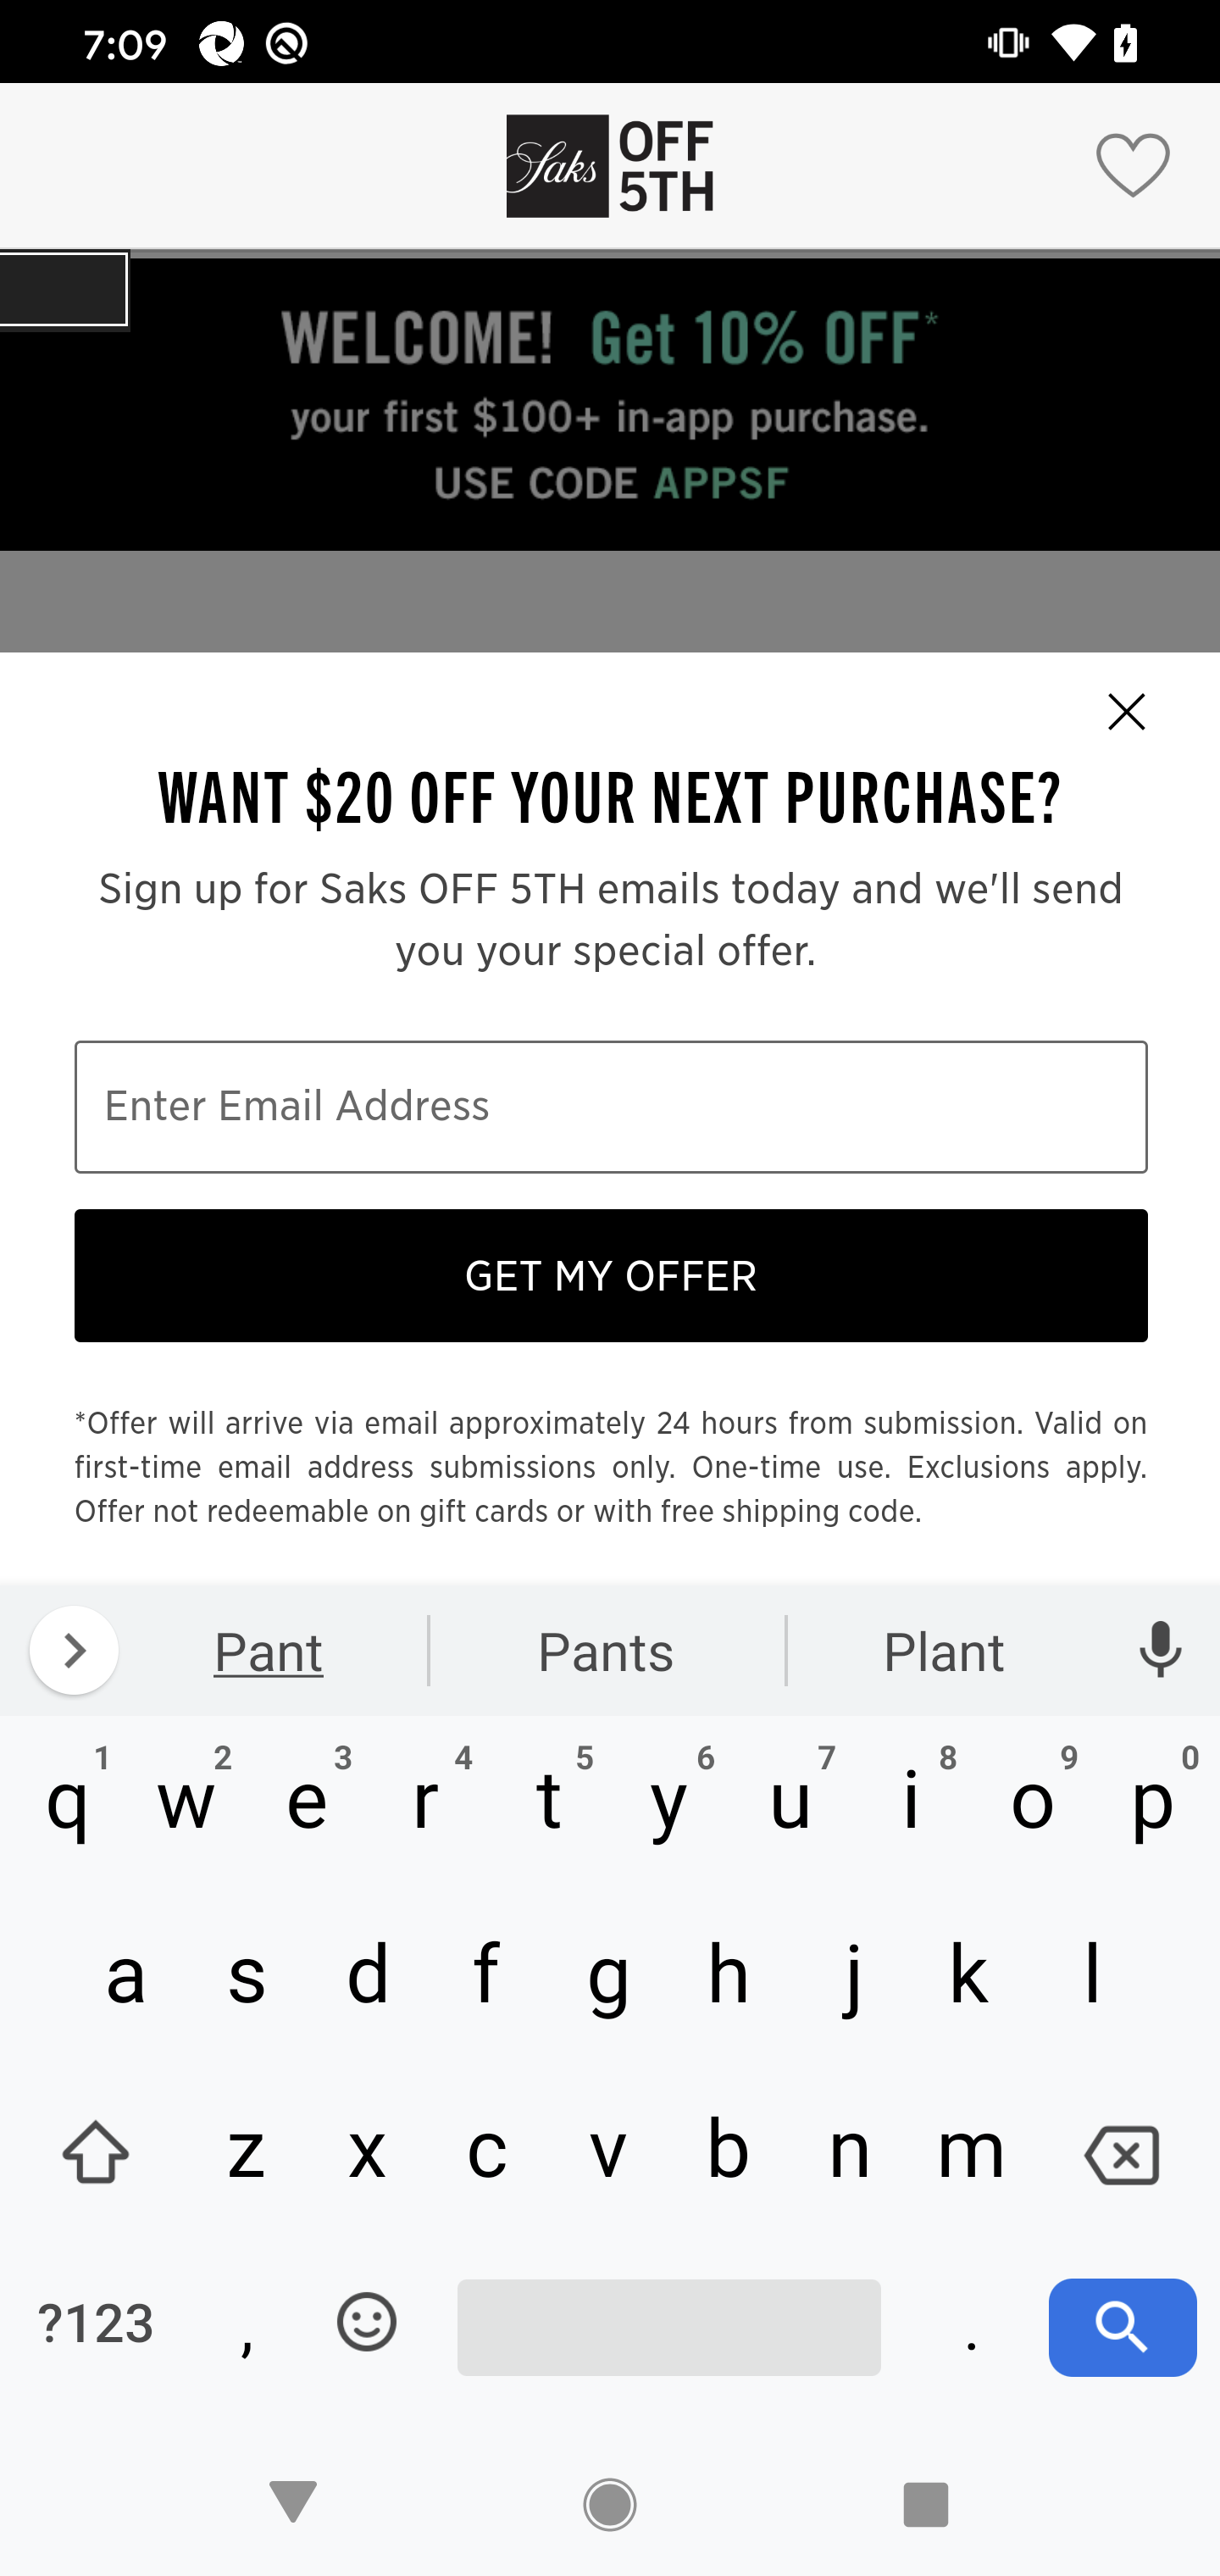 7:09
Saks OFF
5TH
WELCOME! Get 10% OFF*
your first $100+ in-app purchase.
USE CODE APPSF
WANT $20 OFF YOUR NEXT PURCHASE?
Sign up for Saks OFF 5TH emails today and we'll send
you your special offer.
Enter Email Address
GET MY OFFER
*Offer will arrive via email approximately 24 hours from submission. Valid on
first-time email address submissions only. One-time use. Exclusions apply.
Offer not redeemable on gift cards or with free shipping code.
Pant Pants Plant
1 2 3 4 5 6 7 8 9 0
q w e r t y u i o p
a s d f g h j k l
z x c v b n m
?123 , .